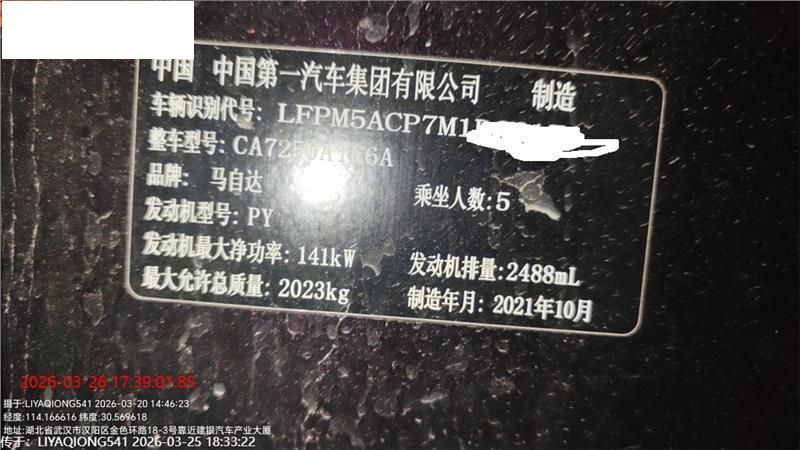 中国 中国第一汽车集团有限公司 制造
车辆识别代号: LFPM5ACP7M1
整车型号: CA7250AT6A
品牌: 马自达
乘坐人数: 5
发动机型号: PY
发动机最大净功率: 141kW
发动机排量: 2488mL
最大允许总质量: 2023kg
制造年月: 2021年10月
2026-03-26 17:39:01.85
摄于:LIYAQIONG541 2026-03-20 14:46:23
经度:114.166616 纬度:30.569618
地址:湖北省武汉市汉阳区金色环路18-3号靠近建银汽车产业大厦
传于: LIYAQIONG541 2026-03-25 18:33:22